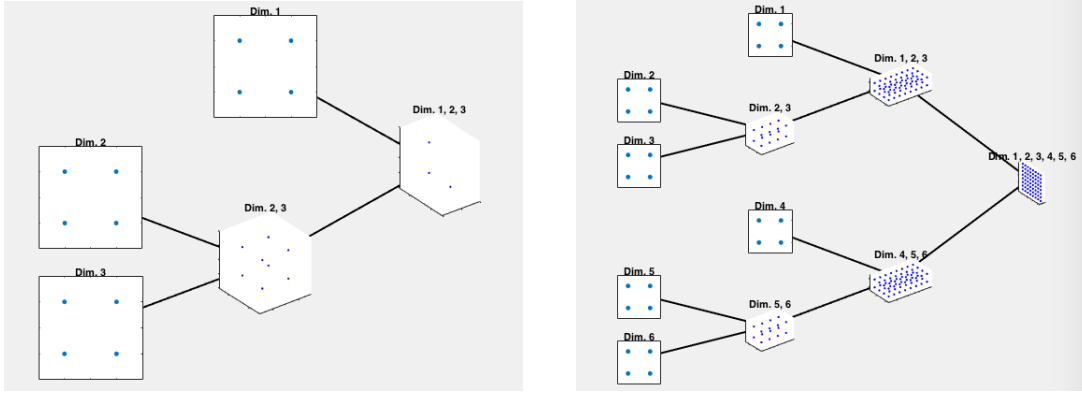 Dim. 1
Dim. 1, 2, 3
Dim. 2
Dim. 2, 3
Dim. 3
Dim. 1
Dim. 1, 2, 3
Dim. 2
Dim. 2, 3
Dim. 3
Dim. 1, 2, 3, 4, 5, 6
Dim. 4
Dim. 4, 5, 6
Dim. 5
Dim. 5, 6
Dim. 6